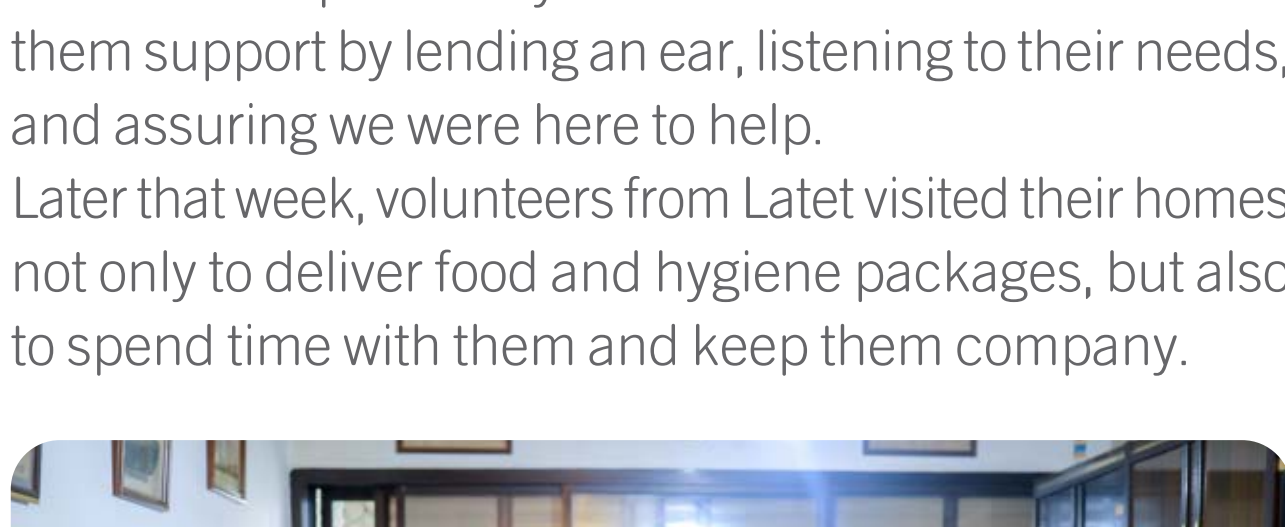 them support by lending an ear, listening to their needs,
and assuring we were here to help.
Later that week, volunteers from Latet visited their homes
not only to deliver food and hygiene packages, but also
to spend time with them and keep them company.